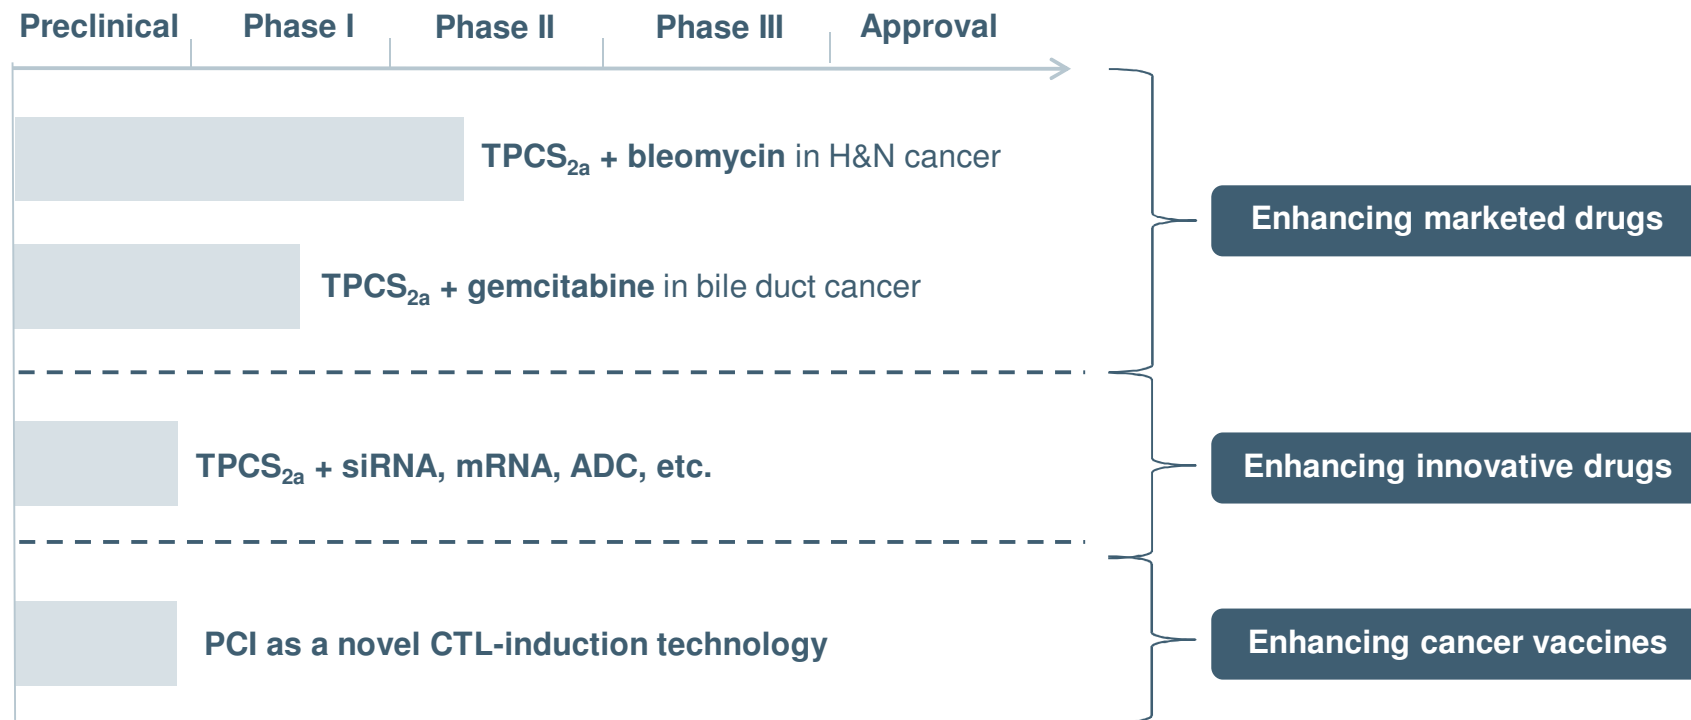 Preclinical Phase I Phase II Phase III Approval
TPCS2a + bleomycin in H&N cancer
Enhancing marketed drugs
TPCS2a + gemcitabine in bile duct cancer
TPCS2a + siRNA, mRNA, ADC, etc.
Enhancing innovative drugs
PCI as a novel CTL-induction technology
Enhancing cancer vaccines